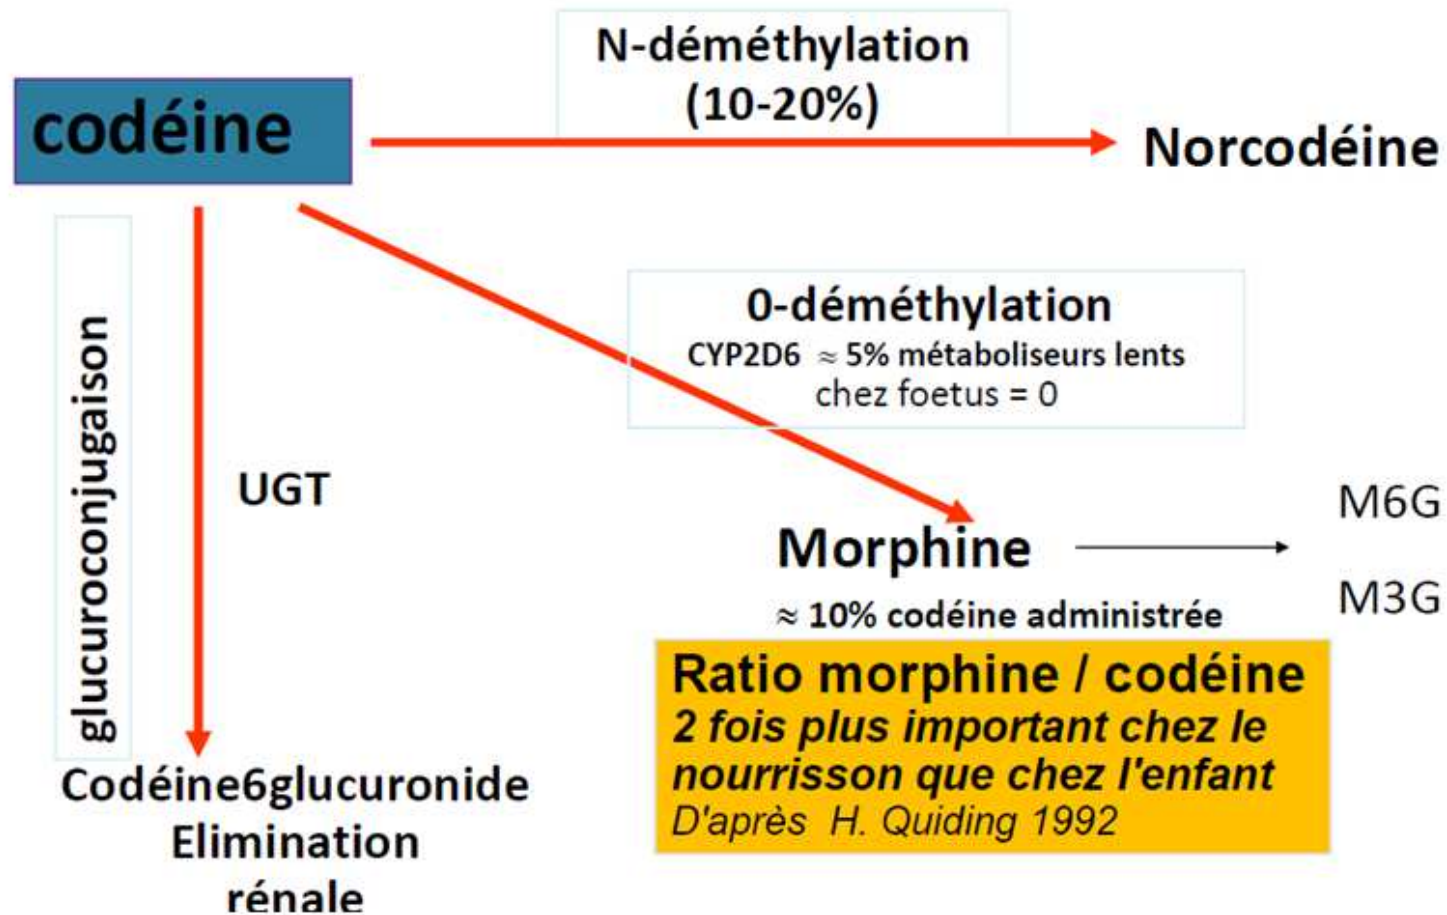 N-déméthylation
(10-20%)
codéine
Norcodéine
glucuroconjugaison
0-déméthylation
CYP2D6 ≈ 5% métaboliseurs lents
chez foetus = 0
UGT
M6G
Morphine
M3G
≈ 10% codéine administrée
Ratio morphine / codéine
2 fois plus important chez le
nourrisson que chez l'enfant
D'après H. Quiding 1992
Codéine6glucuronide
Elimination
rénale